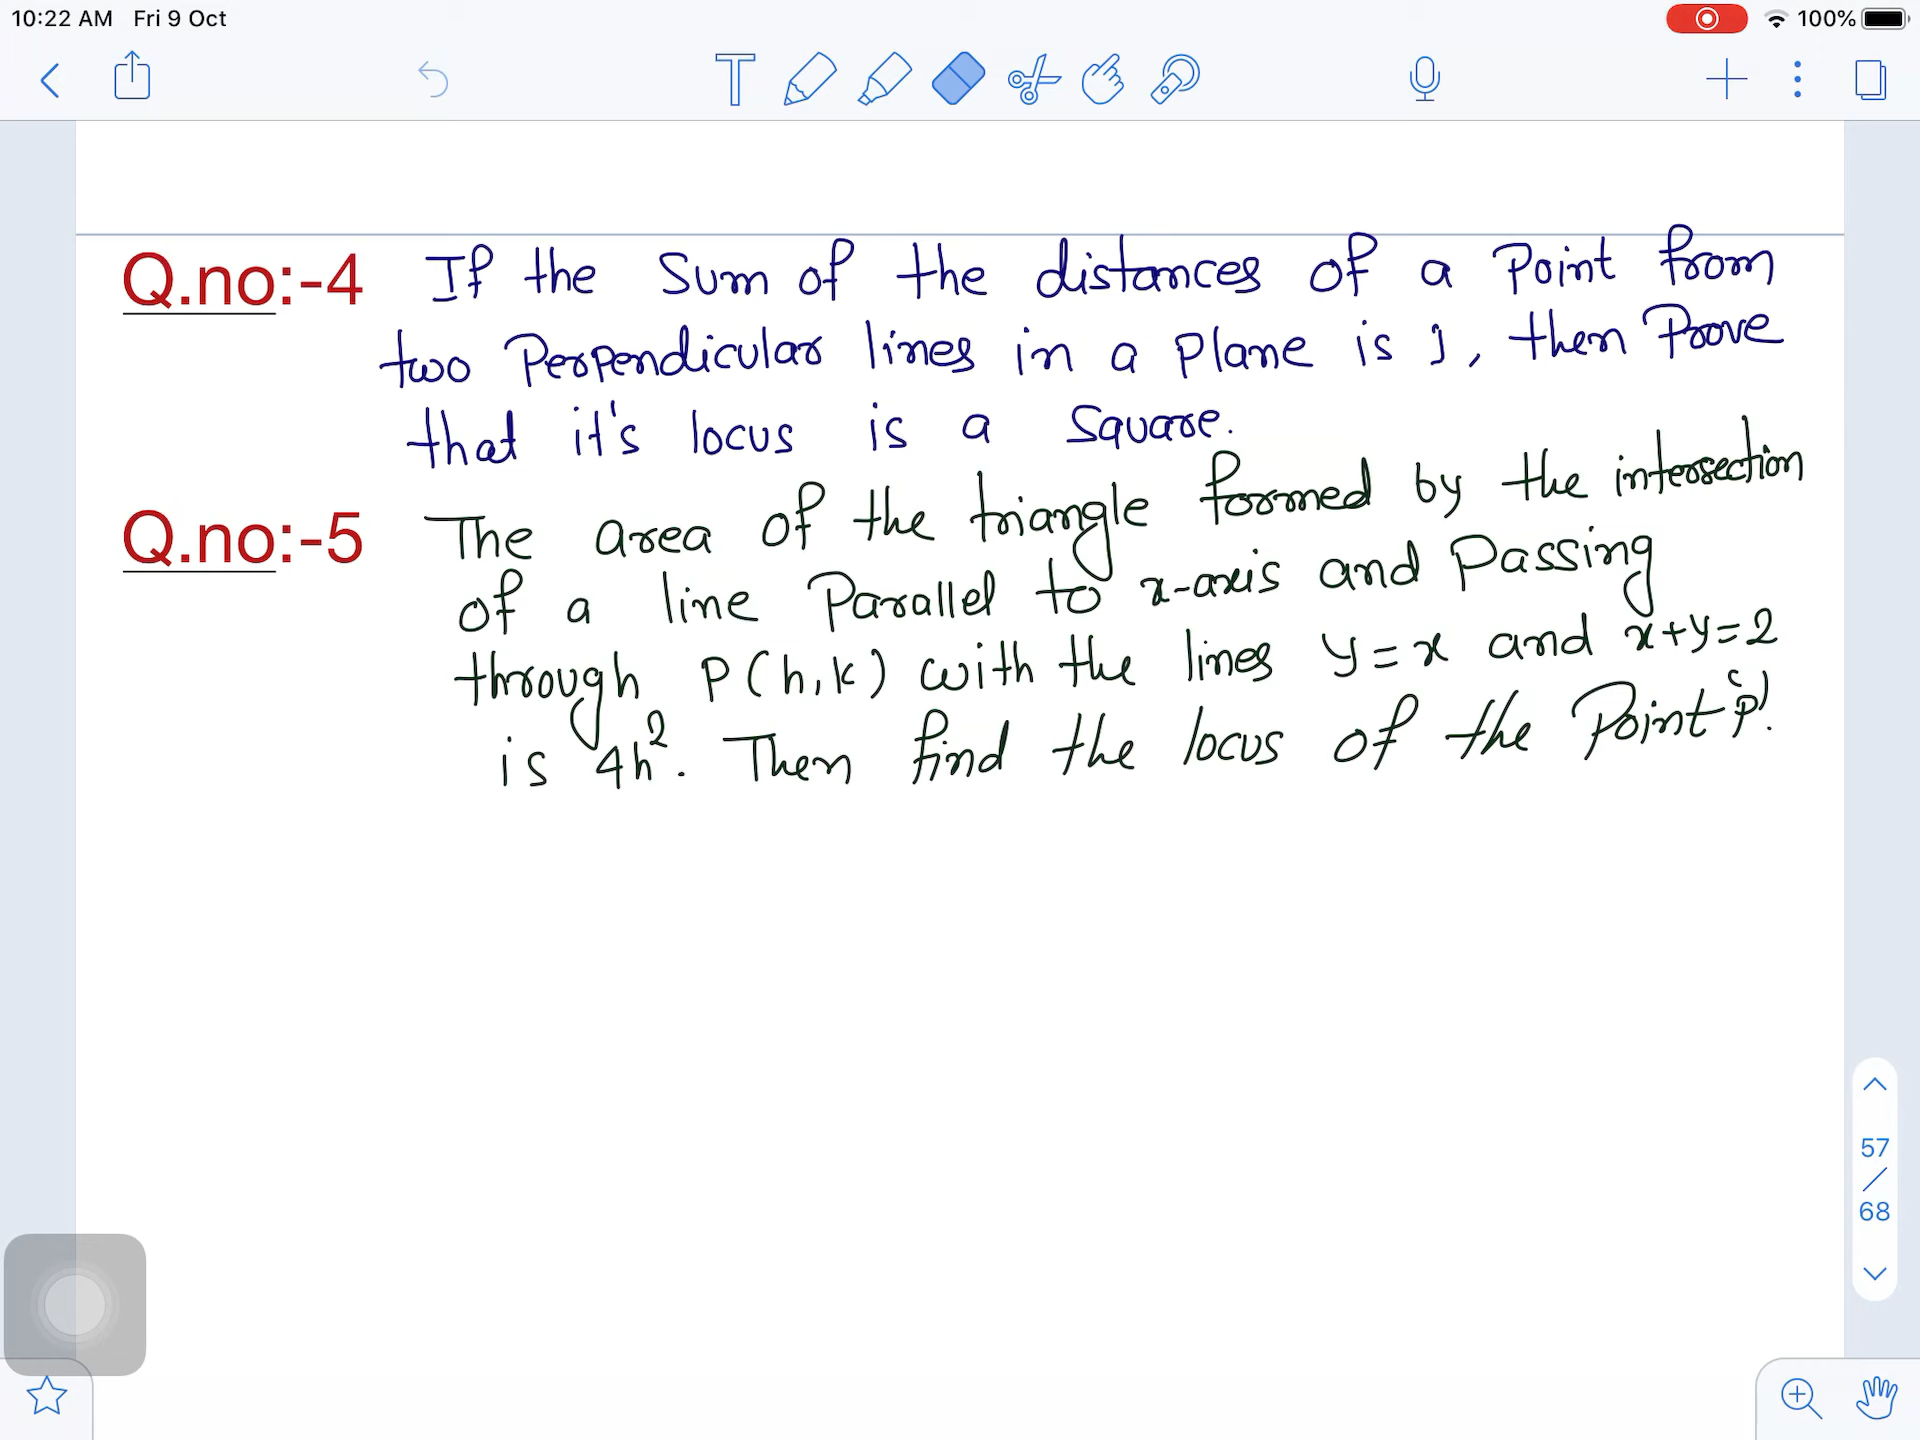 10:22 AM Fri 9 Oct
100%
T
Q.no:-4 If the Sum of the distances of a Point from
two Perpendicular lines in a Plane is 1, then Prove
that it's locus is a Square.
Q.no:-5 The area of the triangle formed by the intersection
of a line Parallel to x-axis and Passing
through P(h,k) with the lines y=x and x+y=2
is 4h². Then find the locus of the Point 'P'.
57
/
68